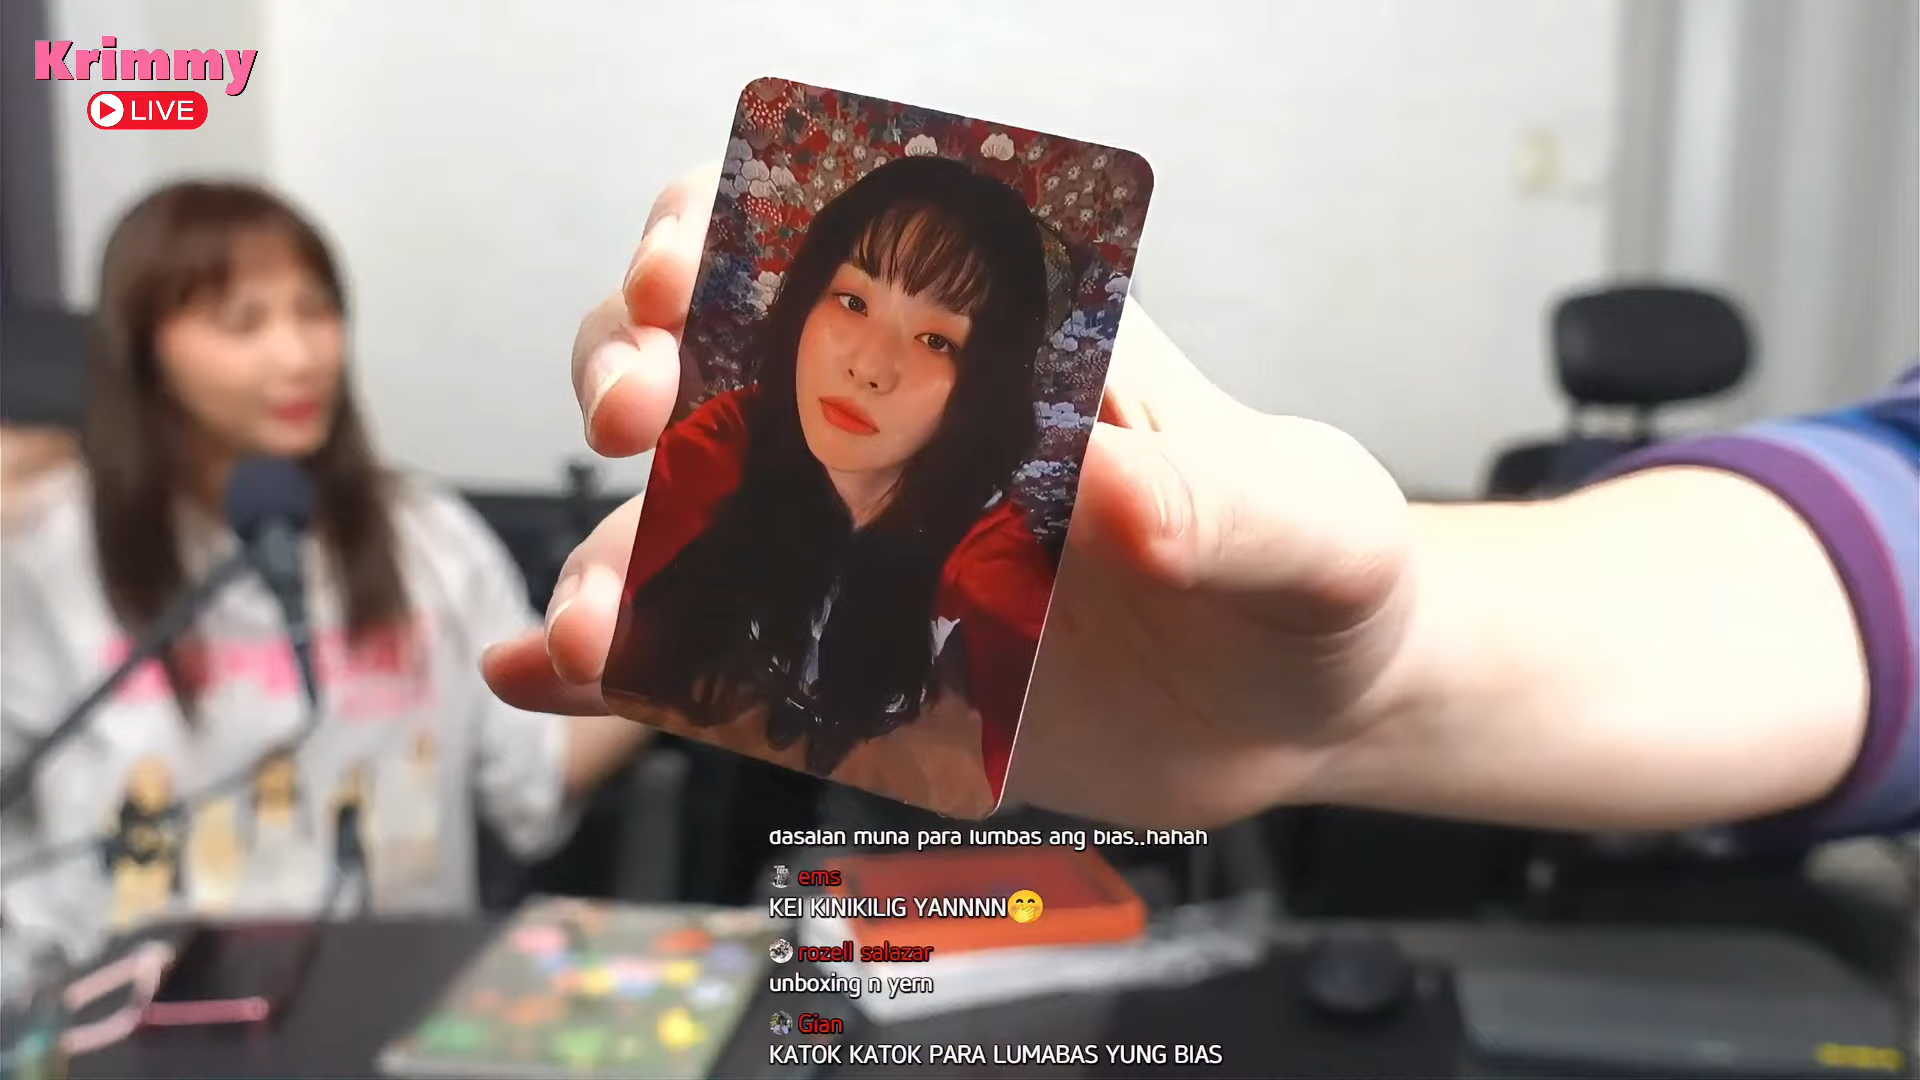 Krimmy
LIVE
dasalan muna para lumbas ang bias..hahah
ems
KEI KINIKILIG YANNNN🤭
rozell salazar
unboxing n yern
Gian
KATOK KATOK PARA LUMABAS YUNG BIAS